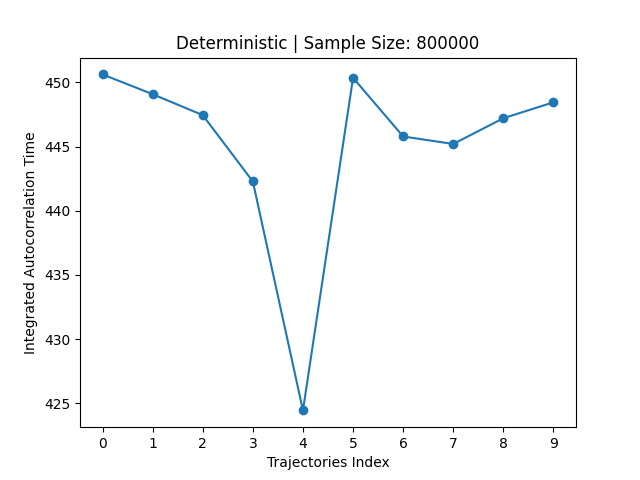 Deterministic | Sample Size: 800000
Integrated Autocorrelation Time
450
445
440
435
430
425
0 1 2 3 4 5 6 7 8 9
Trajectories Index